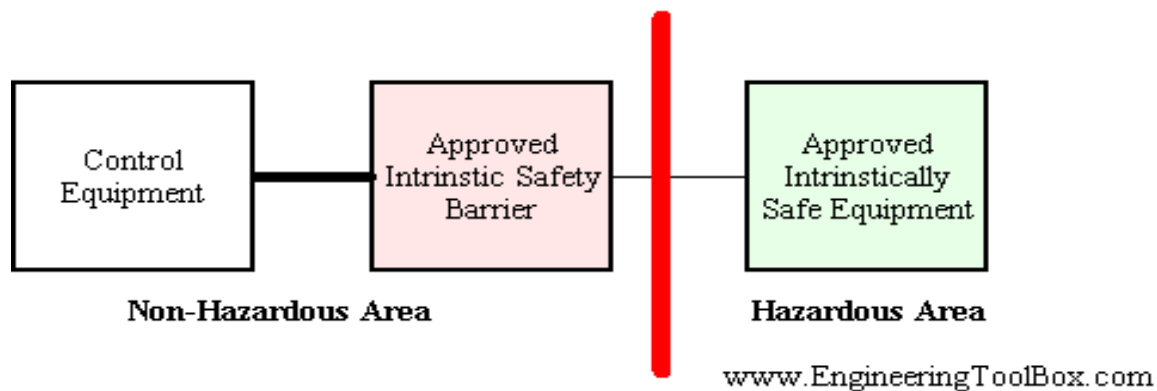 Control
Equipment
Approved
Intrinstic Safety
Barrier
Approved
Intrinstically
Safe Equipment
Non-Hazardous Area
Hazardous Area
www.EngineeringToolBox.com